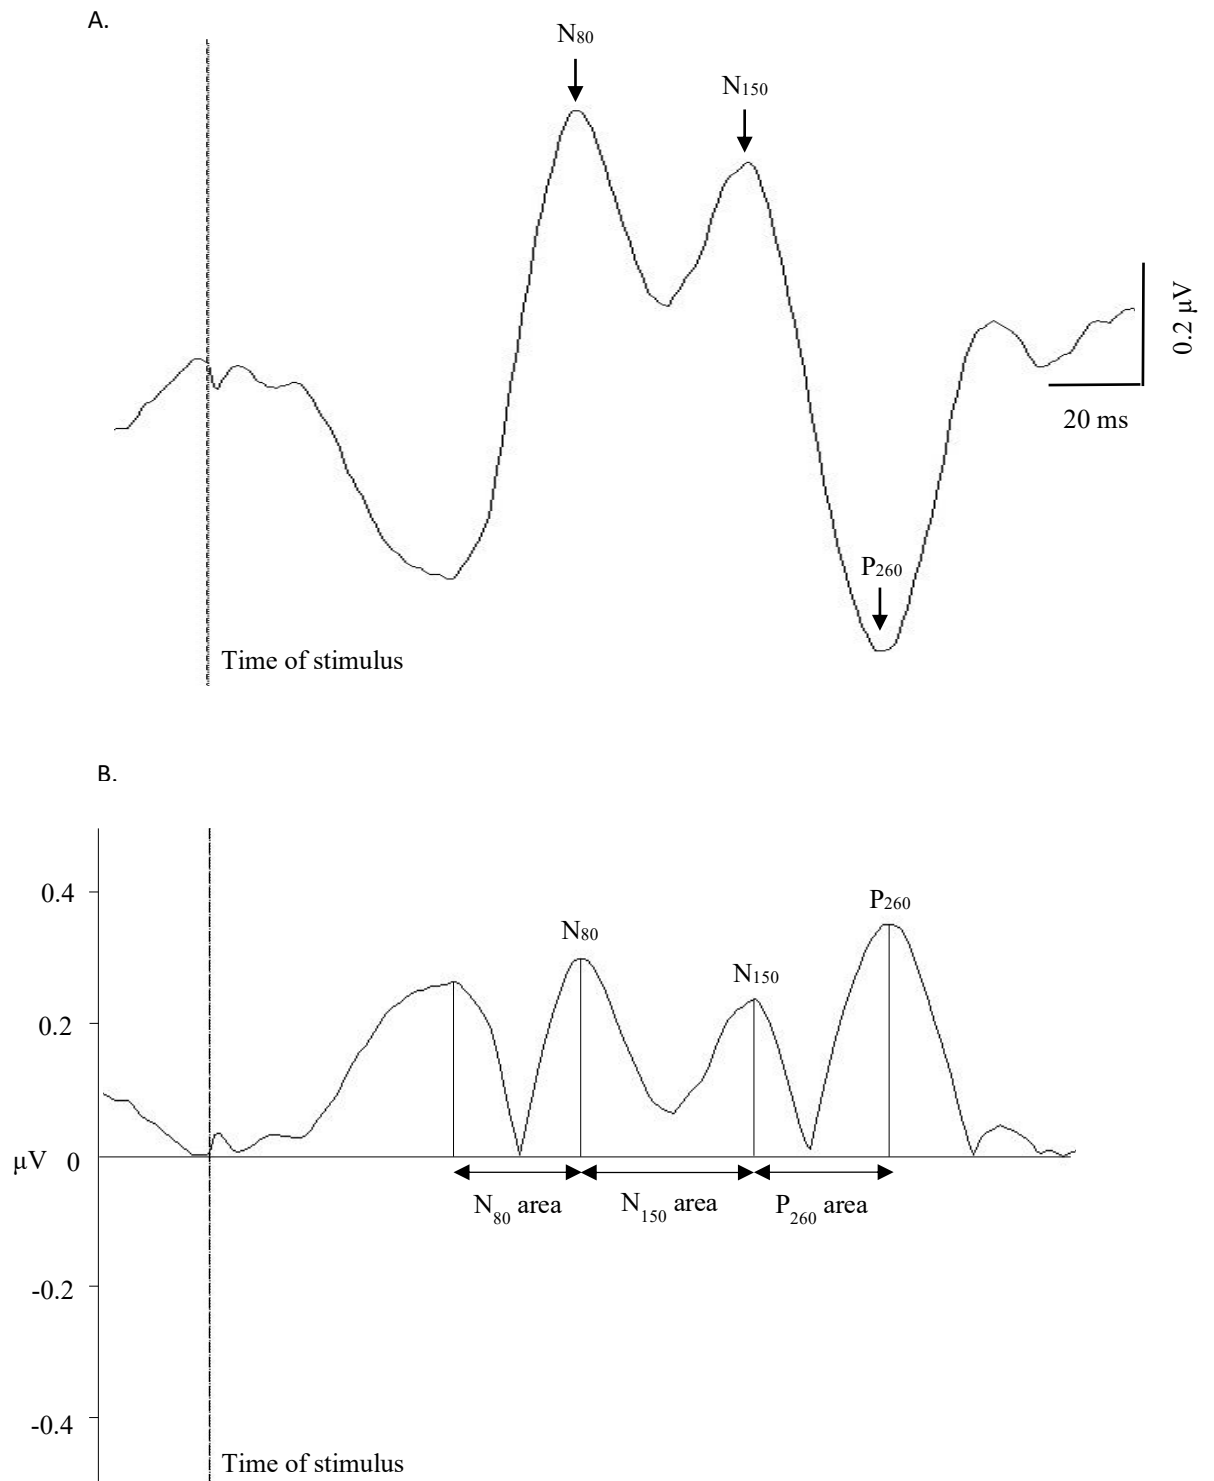 A.
N80
N150
0.2 µV
20 ms
P260
Time of stimulus
B.
0.4
P260
N80
N150
0.2
µV 0
N80 area
N150 area
P260 area
-0.2
-0.4
Time of stimulus